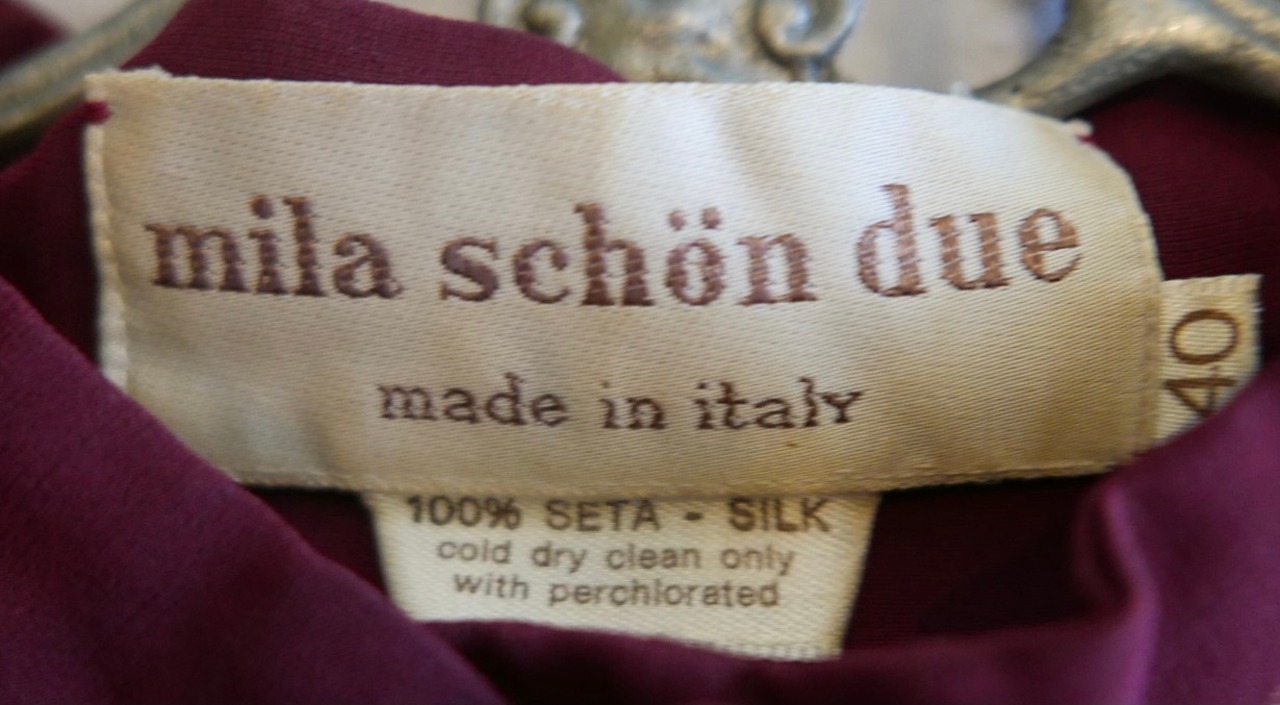 mila schön due
made in italy
40
100% SETA - SILK
cold dry clean only
with perchlorated